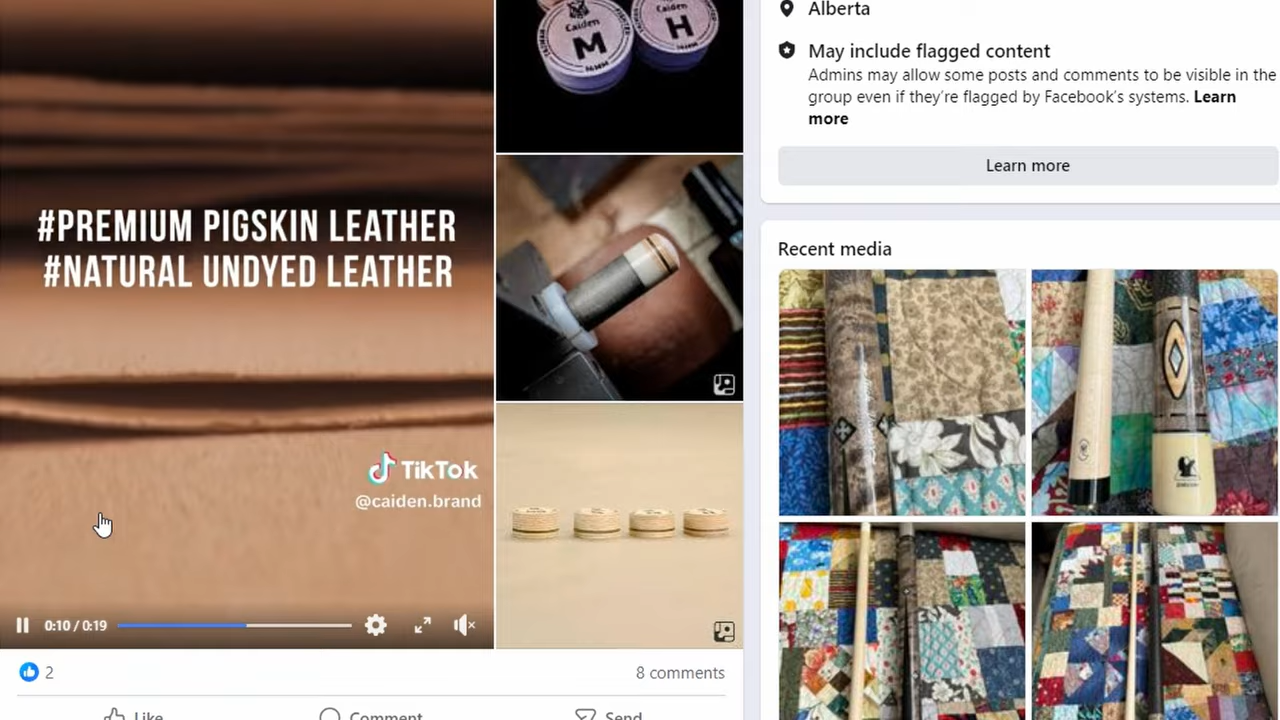 #PREMIUM PIGSKIN LEATHER
#NATURAL UNDYED LEATHER
TikTok
@caiden.brand
0:10 / 0:19
Caiden
M
Caiden
H
2
8 comments
Like
Comment
Send
Alberta
May include flagged content
Admins may allow some posts and comments to be visible in the
group even if they're flagged by Facebook's systems. Learn
more
Learn more
Recent media